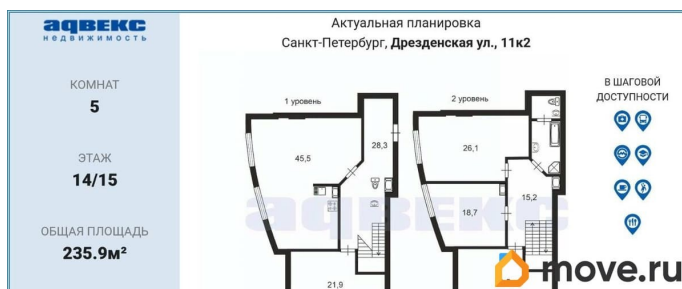 адвекс
недвижимость
КОМНАТ
5
ЭТАЖ
14/15
ОБЩАЯ ПЛОЩАДЬ
235.9м²
Актуальная планировка
Санкт-Петербург, Дрезденская ул., 11к2
1 уровень
2 уровень
28,3
45,5
26,1
18,7
15,2
21,9
адвекс
В ШАГОВОЙ
ДОСТУПНОСТИ
move.ru